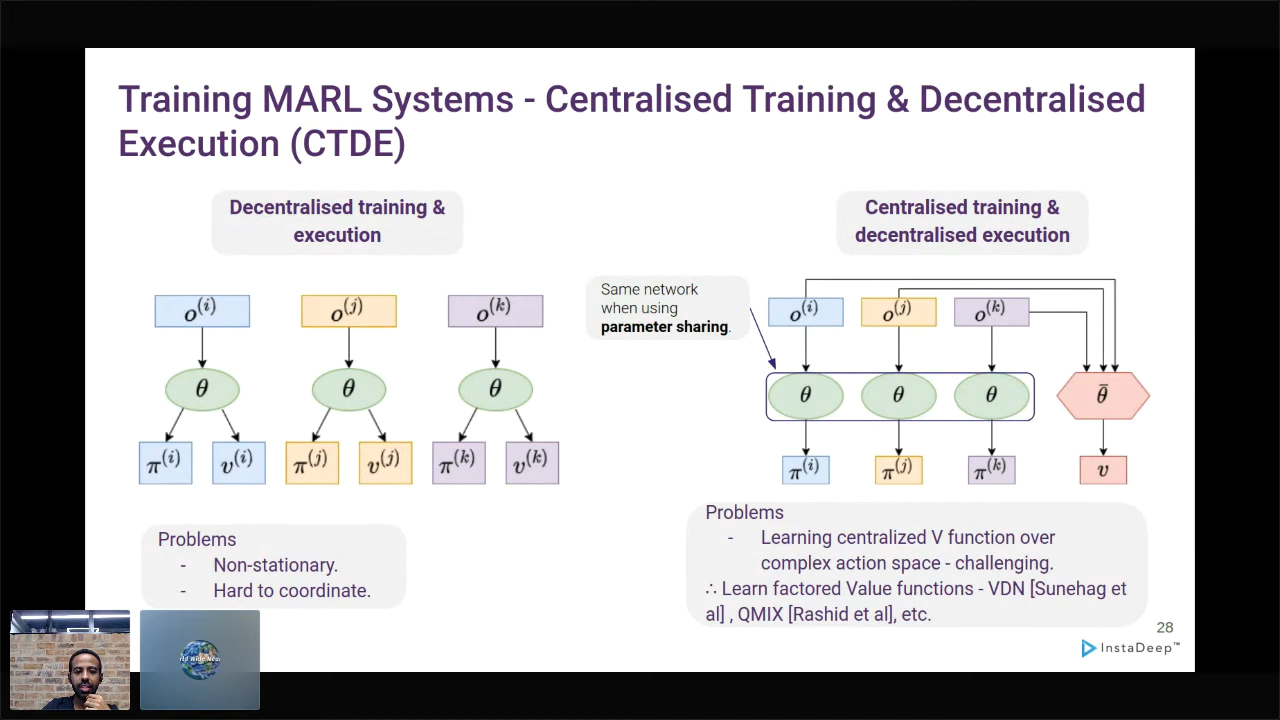 Training MARL Systems - Centralised Training & Decentralised
Execution (CTDE)
Decentralised training &
execution
Centralised training &
decentralised execution
Same network
when using
parameter sharing.
o^(i) o^(j) o^(k)
θ θ θ
π^(i) v^(i) π^(j) v^(j) π^(k) v^(k)
o^(i) o^(j) o^(k)
θ θ θ θ̄
π^(i) π^(j) π^(k) v
Problems
- Non-stationary.
- Hard to coordinate.
Problems
- Learning centralized V function over
complex action space - challenging.
∴ Learn factored Value functions - VDN [Sunehag et
al] , QMIX [Rashid et al], etc.
28
InstaDeep™